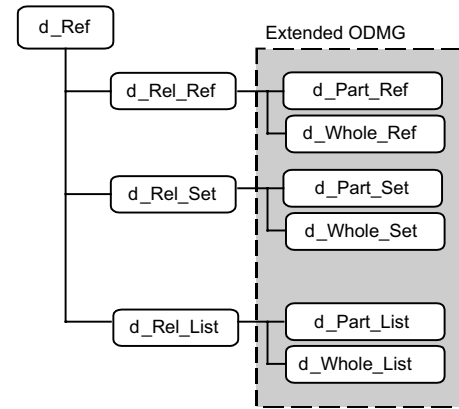 d_Ref
Extended ODMG
d_Rel_Ref
d_Part_Ref
d_Whole_Ref
d_Rel_Set
d_Part_Set
d_Whole_Set
d_Rel_List
d_Part_List
d_Whole_List